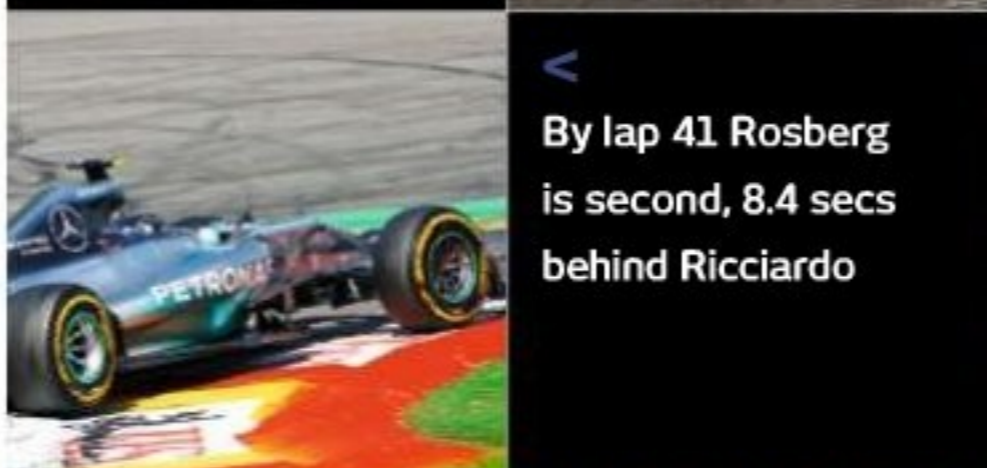 <
By lap 41 Rosberg
is second, 8.4 secs
behind Ricciardo
PETRONAS